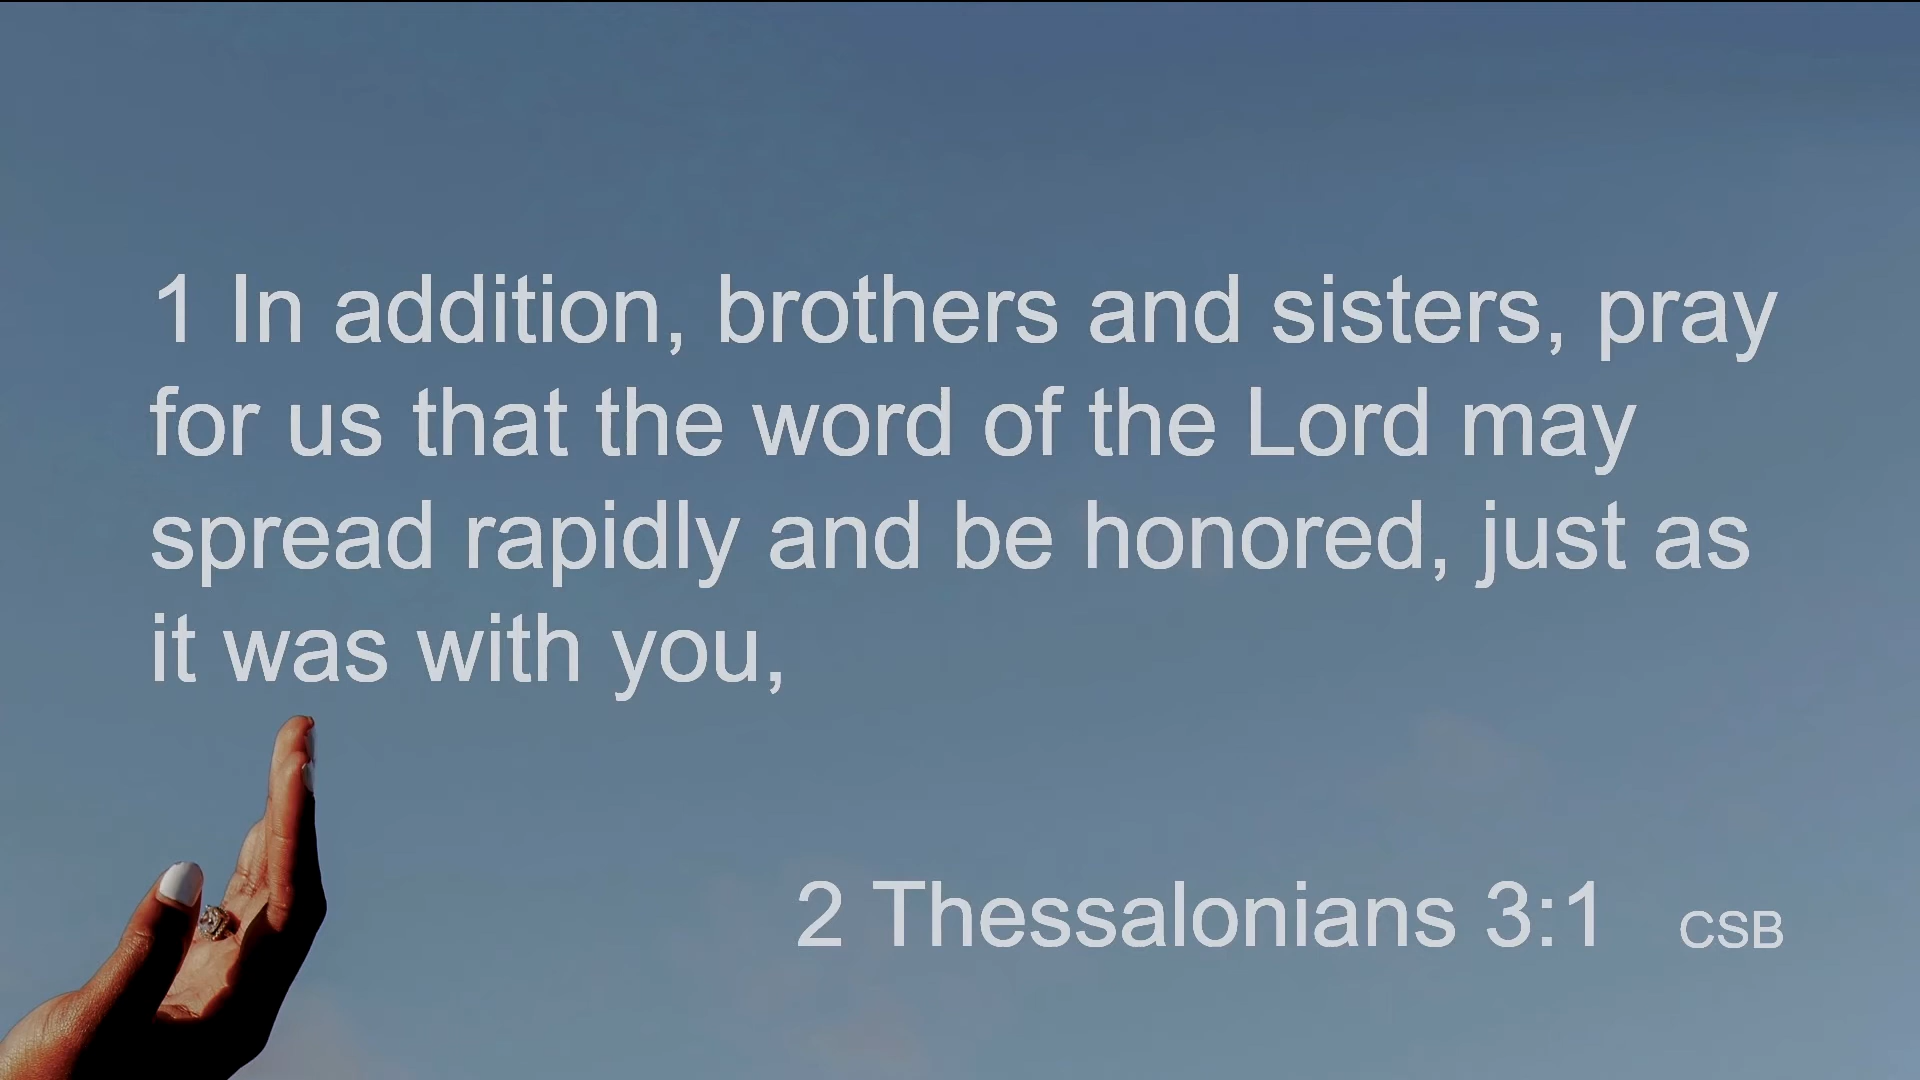 1 In addition, brothers and sisters, pray
for us that the word of the Lord may
spread rapidly and be honored, just as
it was with you,
2 Thessalonians 3:1 CSB